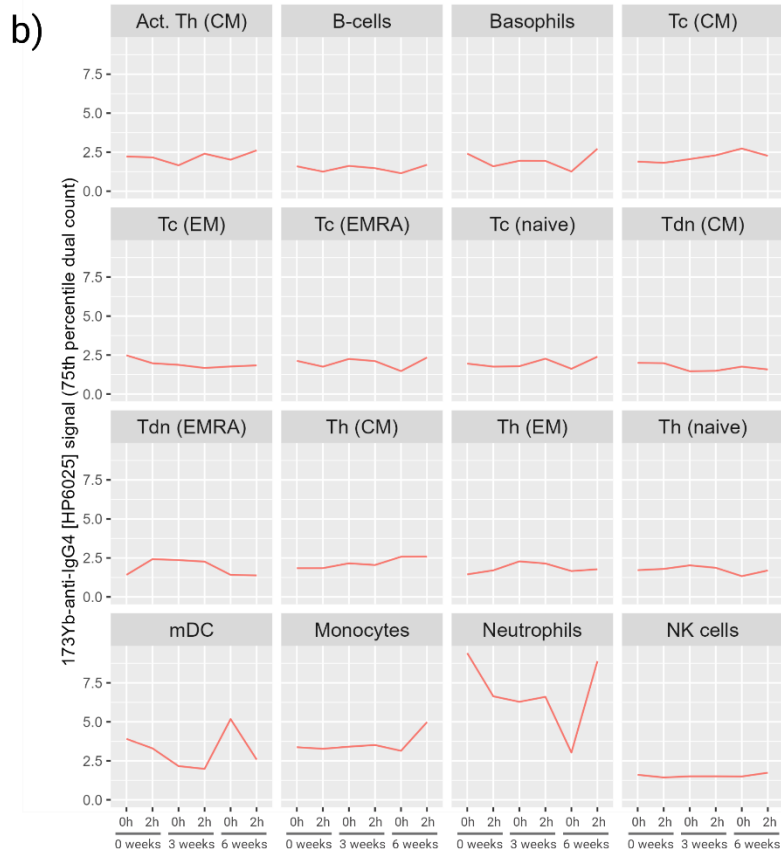 b)
173Yb-anti-IgG4 [HP6025] signal (75th percentile dual count)
Act. Th (CM) B-cells Basophils Tc (CM)
7.5
5.0
2.5
0.0
Tc (EM) Tc (EMRA) Tc (naive) Tdn (CM)
7.5
5.0
2.5
0.0
Tdn (EMRA) Th (CM) Th (EM) Th (naive)
7.5
5.0
2.5
0.0
mDC Monocytes Neutrophils NK cells
7.5
5.0
2.5
0.0
0h 2h 0h 2h 0h 2h 0h 2h 0h 2h 0h 2h 0h 2h 0h 2h 0h 2h 0h 2h 0h 2h 0h 2h
0 weeks 3 weeks 6 weeks 0 weeks 3 weeks 6 weeks 0 weeks 3 weeks 6 weeks 0 weeks 3 weeks 6 weeks